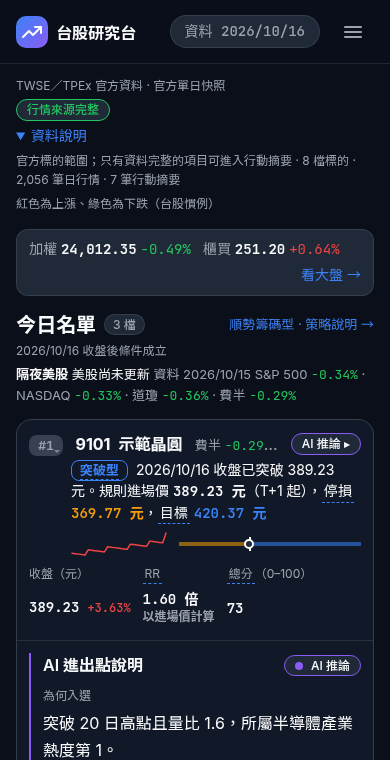 台股研究台 資料 2026/10/16
TWSE／TPEx 官方資料 · 官方單日快照
行情來源完整
▼ 資料說明
官方標的範圍；只有資料完整的項目可進入行動摘要 · 8 檔標的 ·
2,056 筆日行情 · 7 筆行動摘要
紅色為上漲、綠色為下跌（台股慣例）
加權 24,012.35 -0.49% 櫃買 251.20 +0.64%
看大盤 →
今日名單 3 檔 順勢籌碼型 · 策略說明 →
2026/10/16 收盤後條件成立
隔夜美股 美股尚未更新 資料 2026/10/15 S&P 500 -0.34% ·
NASDAQ -0.33% · 道瓊 -0.36% · 費半 -0.29%
#1 9101 示範晶圓 費半 -0.29... AI 推論 ▸
突破型 2026/10/16 收盤已突破 389.23
元。規則進場價 389.23 元（T+1 起），停損
369.77 元，目標 420.37 元
收盤（元） RR 總分（0–100）
389.23 +3.63% 1.60 倍 73
以進場價計算
AI 進出點說明 AI 推論
為何入選
突破 20 日高點且量比 1.6，所屬半導體產業
熱度第 1。